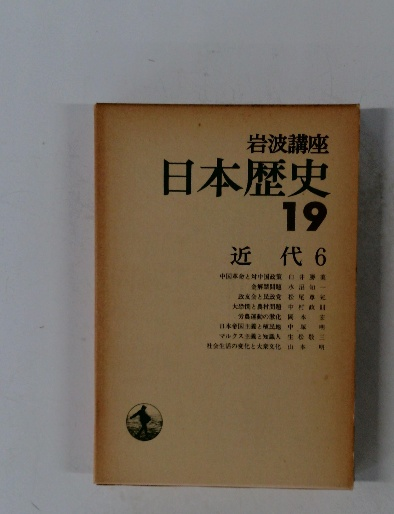 岩波講座
日本歴史
19
近代6
中国革命と対中国政策 臼井勝美
金解禁問題 水沼知一
政友会と民政党 松尾尊兊
大恐慌と農村問題 中村政則
労農運動の激化 岡本宏
日本帝国主義と植民地 中塚明
マルクス主義と知識人 生松敬三
社会生活の変化と大衆文化 山本明